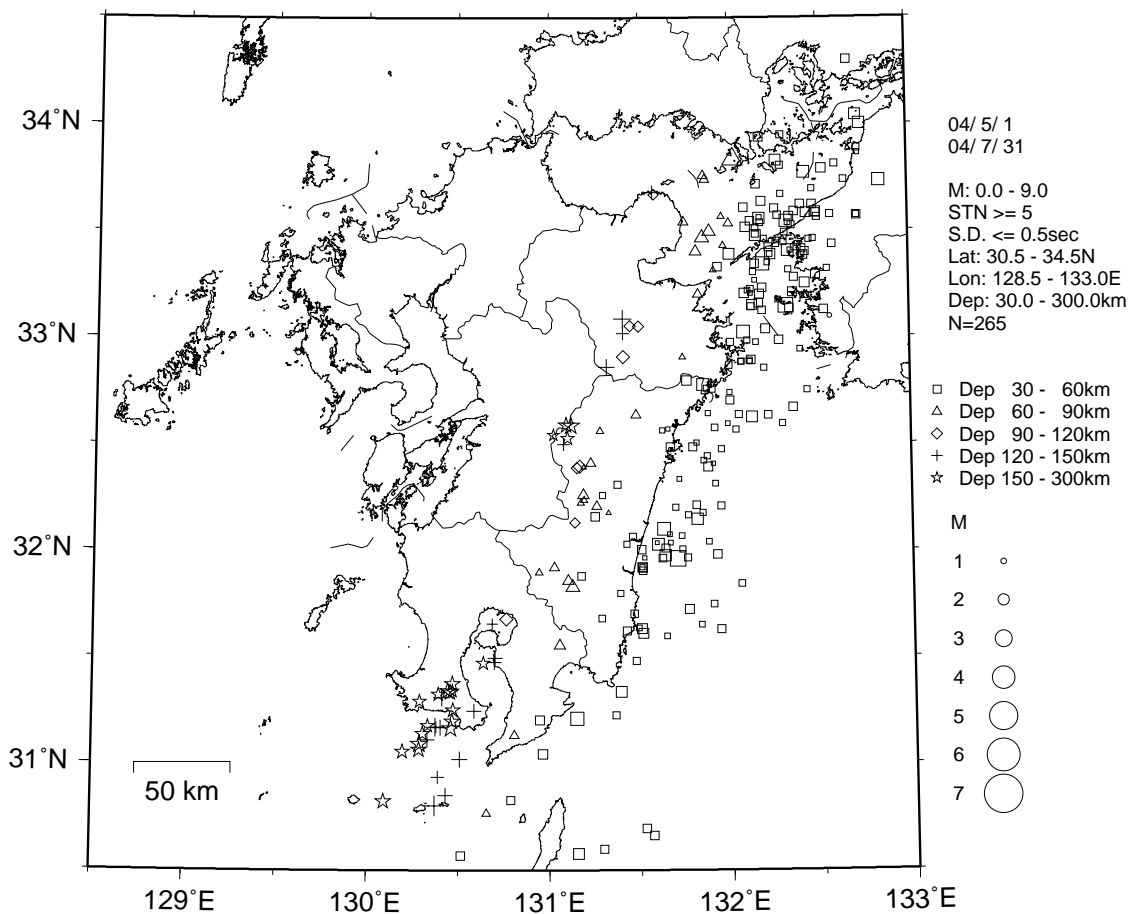 34°N
33°N
32°N
31°N
50 km
129°E
130°E
131°E
132°E
133°E
04/ 5/ 1
04/ 7/ 31
M: 0.0 - 9.0
STN >= 5
S.D. <= 0.5sec
Lat: 30.5 - 34.5N
Lon: 128.5 - 133.0E
Dep: 30.0 - 300.0km
N=265
Dep 30 - 60km
Dep 60 - 90km
Dep 90 - 120km
Dep 120 - 150km
Dep 150 - 300km
M
1
2
3
4
5
6
7